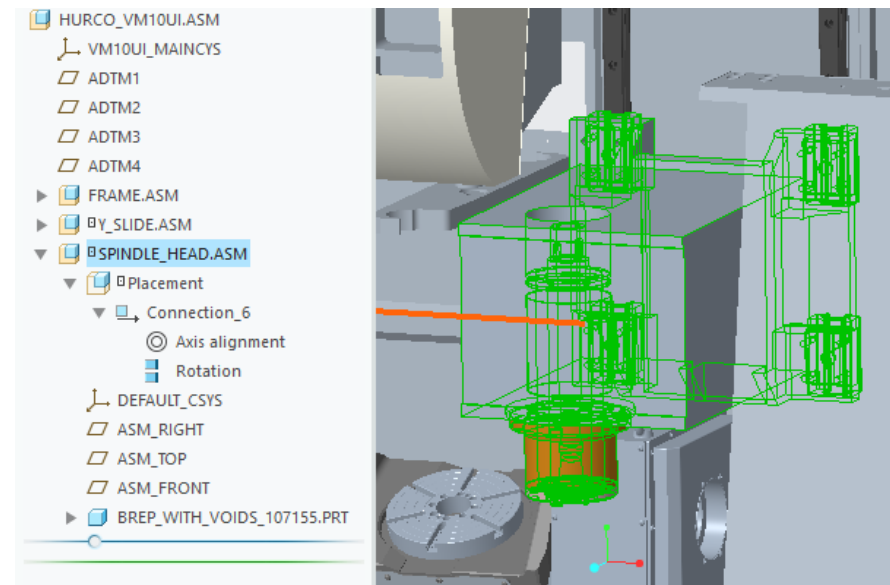 HURCO_VM10UI.ASM
VM10UI_MAINCYS
ADTM1
ADTM2
ADTM3
ADTM4
FRAME.ASM
Y_SLIDE.ASM
SPINDLE_HEAD.ASM
Placement
Connection_6
Axis alignment
Rotation
DEFAULT_CSYS
ASM_RIGHT
ASM_TOP
ASM_FRONT
BREP_WITH_VOIDS_107155.PRT